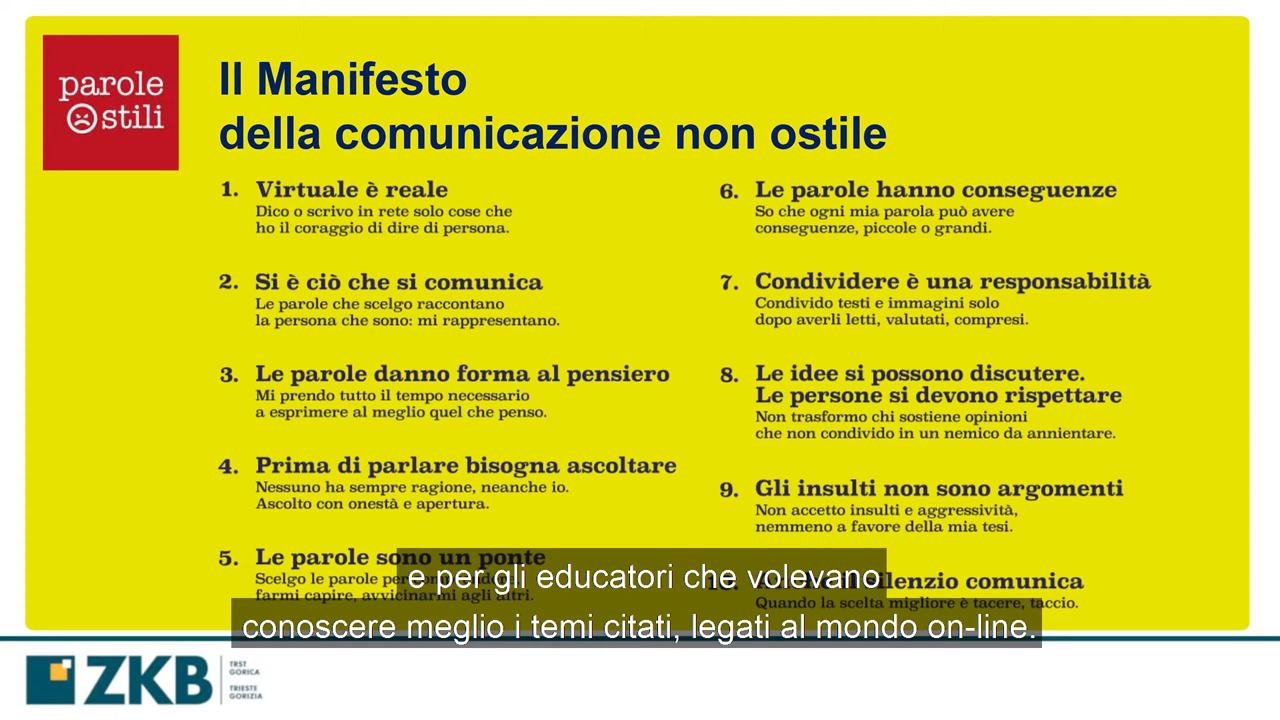 parole
ostili
Il Manifesto
della comunicazione non ostile
1. Virtuale è reale
Dico o scrivo in rete solo cose che
ho il coraggio di dire di persona.
2. Si è ciò che si comunica
Le parole che scelgo raccontano
la persona che sono: mi rappresentano.
3. Le parole danno forma al pensiero
Mi prendo tutto il tempo necessario
a esprimere al meglio quel che penso.
4. Prima di parlare bisogna ascoltare
Nessuno ha sempre ragione, neanche io.
Ascolto con onestà e apertura.
5. Le parole sono un ponte
Scelgo le parole per comprendere,
farmi capire, avvicinarmi agli altri.
6. Le parole hanno conseguenze
So che ogni mia parola può avere
conseguenze, piccole o grandi.
7. Condividere è una responsabilità
Condivido testi e immagini solo
dopo averli letti, valutati, compresi.
8. Le idee si possono discutere.
Le persone si devono rispettare
Non trasformo chi sostiene opinioni
che non condivido in un nemico da annientare.
9. Gli insulti non sono argomenti
Non accetto insulti e aggressività,
nemmeno a favore della mia tesi.
10. Anche il silenzio comunica
Quando la scelta migliore è tacere, taccio.
e per gli educatori che volevano
conoscere meglio i temi citati, legati al mondo on-line.
ZKB
TRST
GORICA
TRIESTE
GORIZIA